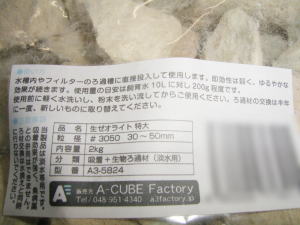 水槽内やフィルターのろ過槽に直接投入して使用します。即効性は弱く、ゆるやかな
効果が続きます。使用量の目安は飼育水10Lに対し200g程度です。
使用前に軽く水洗いし、粉末を洗い流してからご使用ください。ろ過材の交換は半年
に一度、新しいものに取り替えてください。
品名 生ゼオライト 特大
粒径 #3050 30~50mm
内容量 2kg
分類 吸着+生物ろ過材(淡水用)
型番 A3-5824
販売元 A-CUBE Factory
Tel:048-951-4340 a3factory.jp